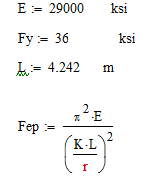 E := 29000 ksi
Fy := 36 ksi
L := 4.242 m
Fep := π²·E / (K·L / r)²